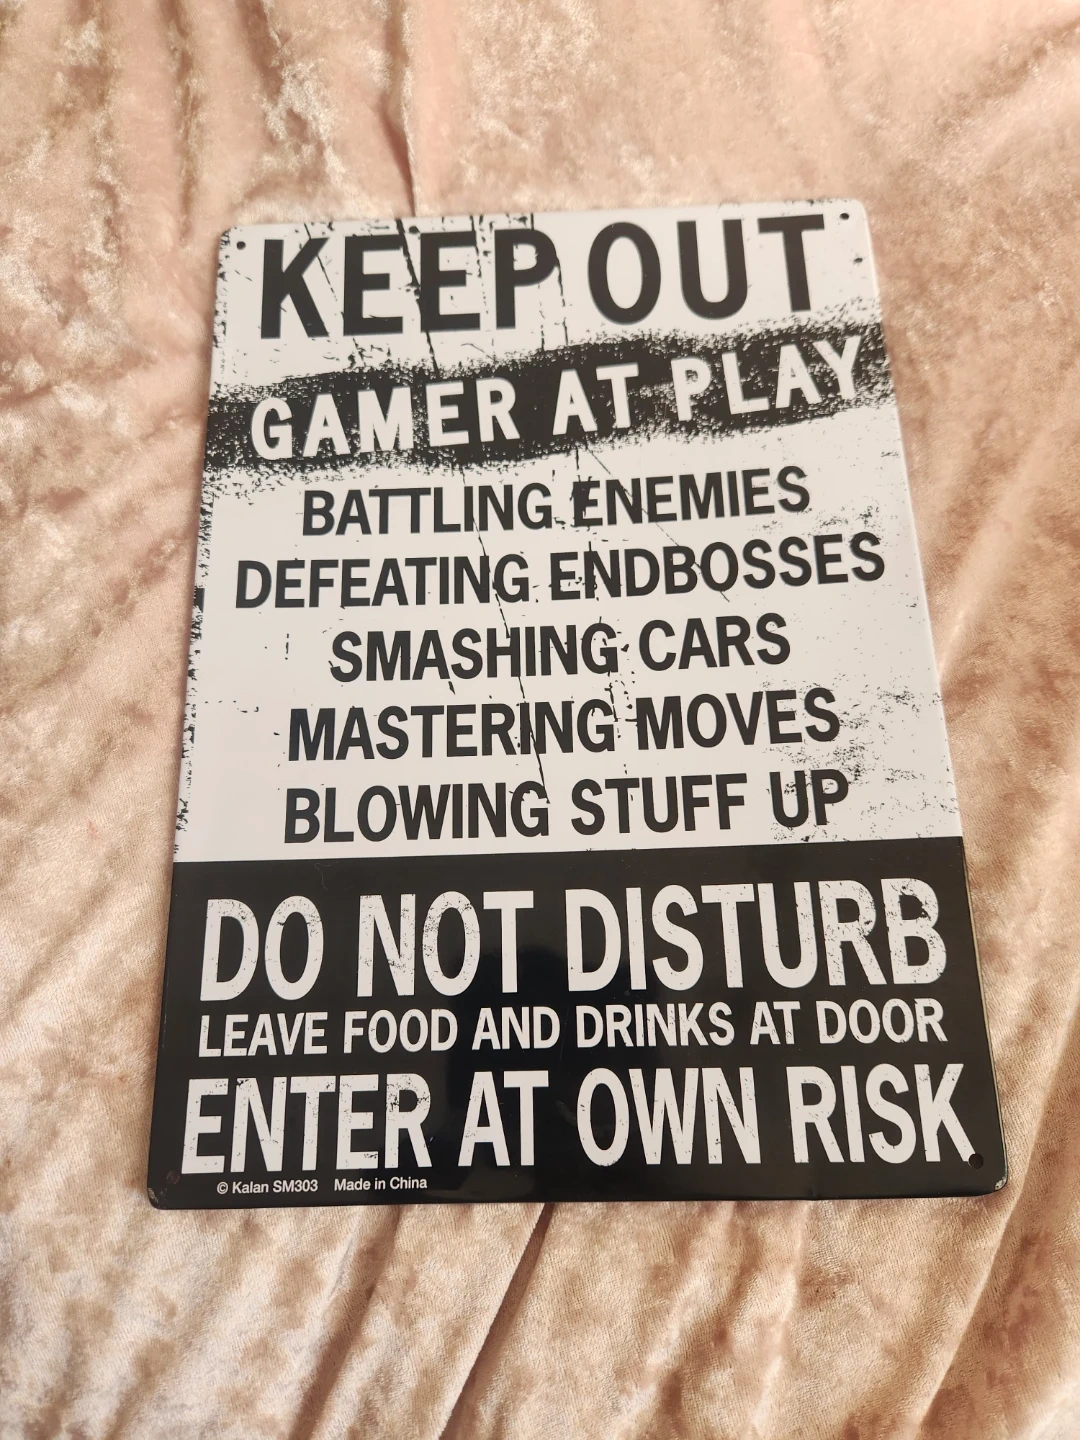 KEEP OUT
GAMER AT PLAY
BATTLING ENEMIES
DEFEATING ENDBOSSES
SMASHING CARS
MASTERING MOVES
BLOWING STUFF UP
DO NOT DISTURB
LEAVE FOOD AND DRINKS AT DOOR
ENTER AT OWN RISK
© Kalan SM303 Made in China